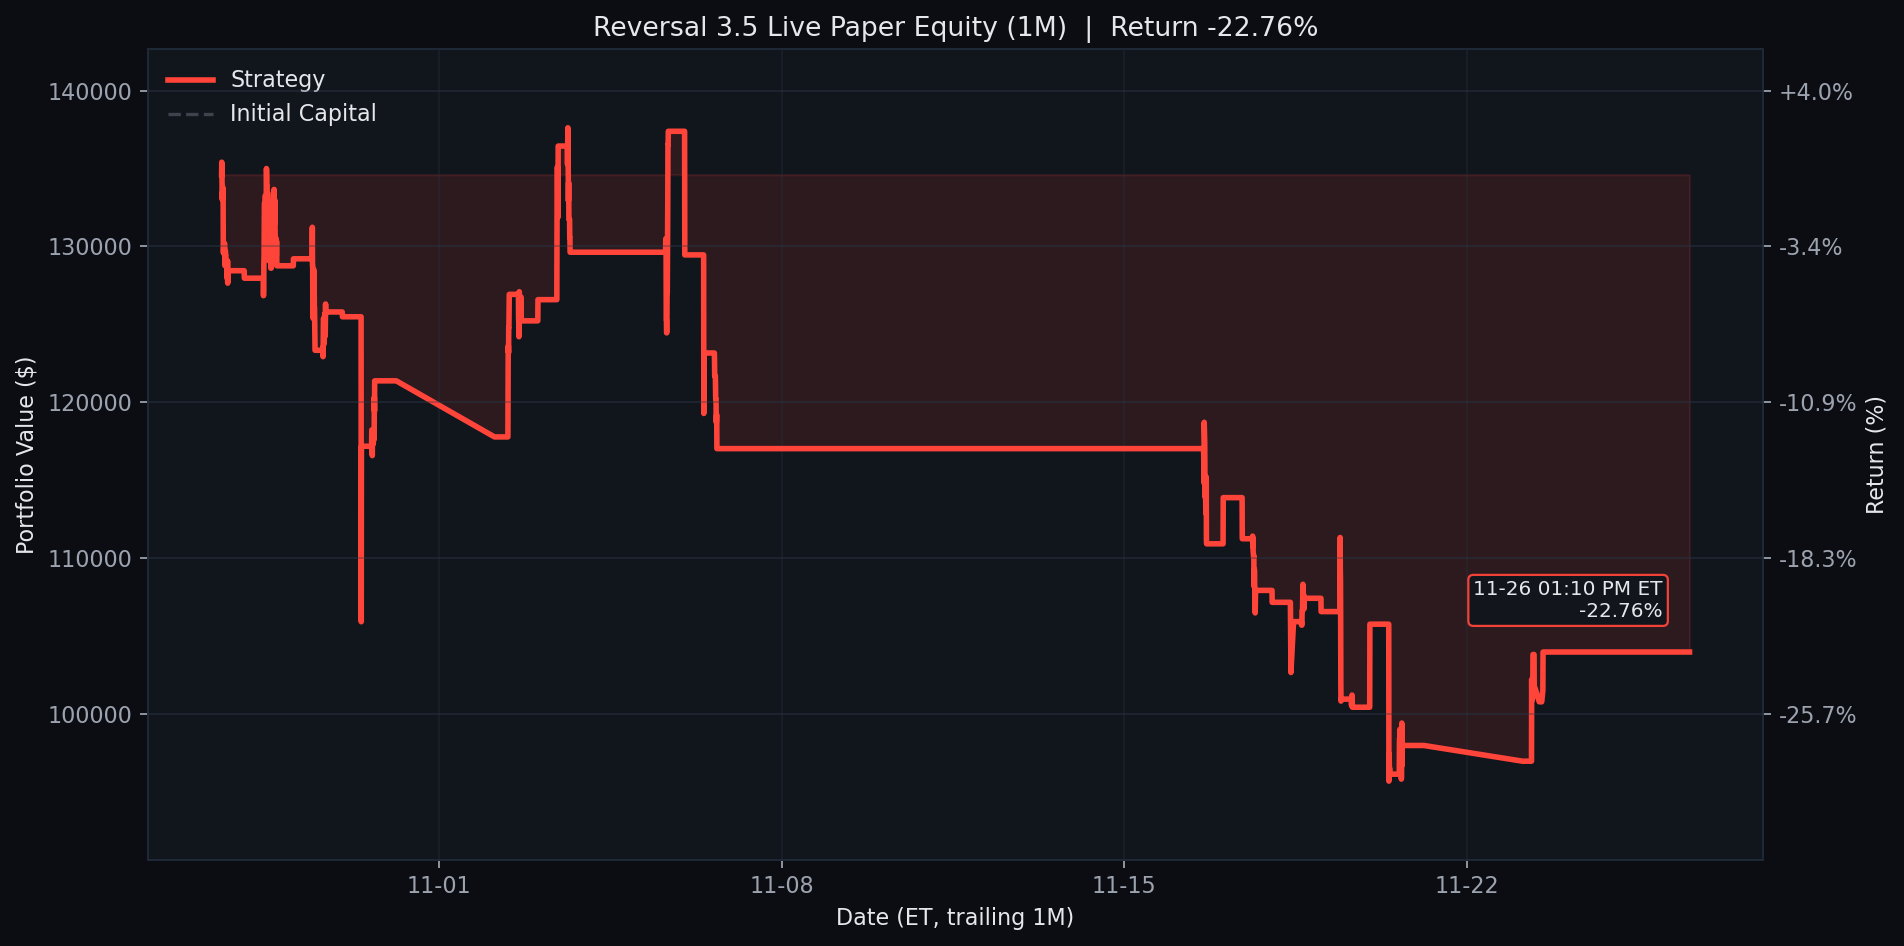 Reversal 3.5 Live Paper Equity (1M)  |  Return -22.76%
Strategy
Initial Capital
Portfolio Value ($)
140000
130000
120000
110000
100000
+4.0%
-3.4%
-10.9%
-18.3%
-25.7%
Return (%)
11-26 01:10 PM ET
-22.76%
11-01
11-08
11-15
11-22
Date (ET, trailing 1M)